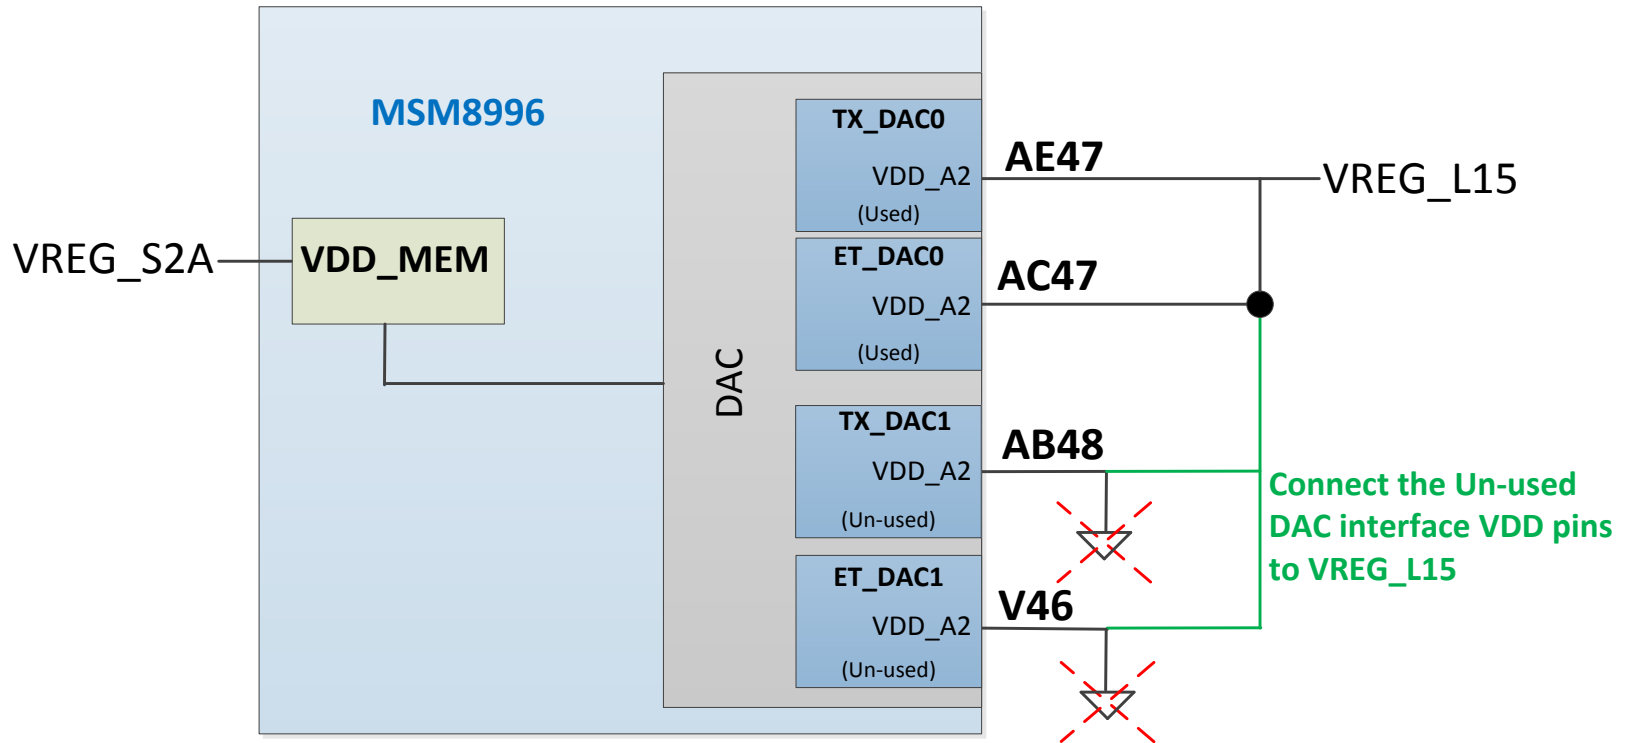 MSM8996
VREG_S2A
VDD_MEM
DAC
TX_DAC0
VDD_A2
(Used)
ET_DAC0
VDD_A2
(Used)
TX_DAC1
VDD_A2
(Un-used)
ET_DAC1
VDD_A2
(Un-used)
AE47
VREG_L15
AC47
AB48
V46
Connect the Un-used
DAC interface VDD pins
to VREG_L15